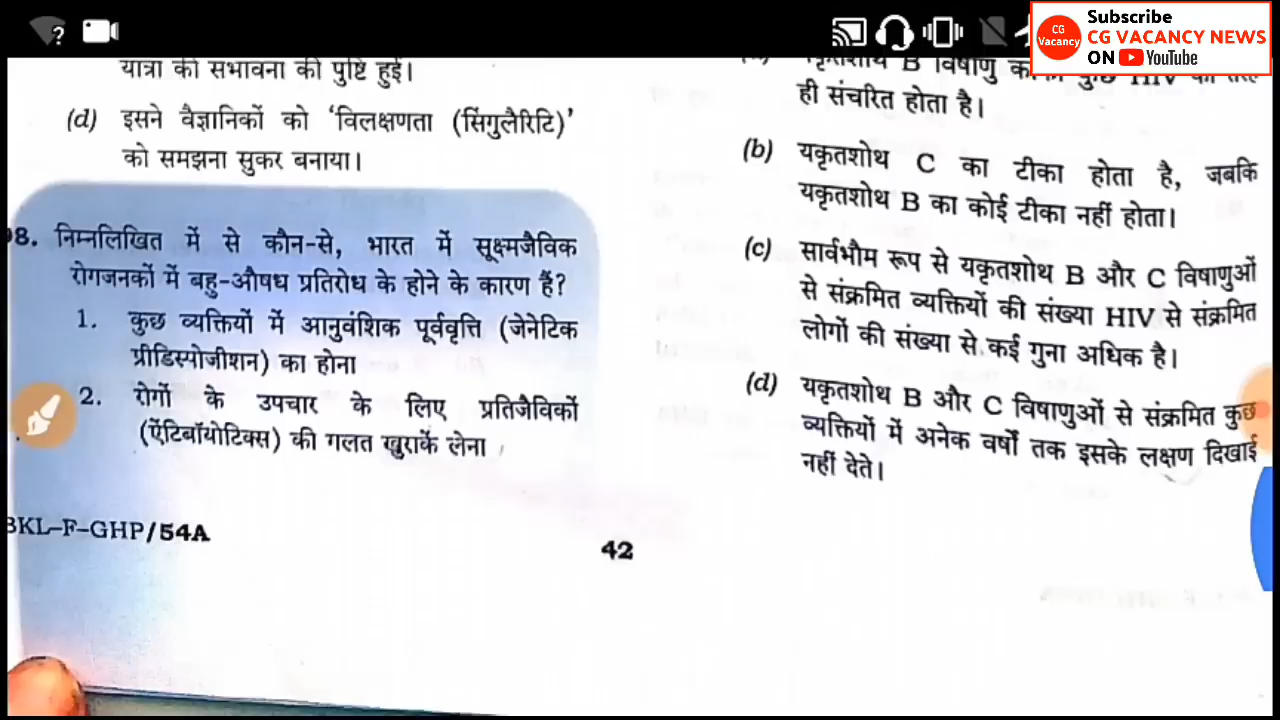 Subscribe
CG VACANCY NEWS
ON YouTube
CG
Vacancy
यात्रा की संभावना की पुष्टि हुई।
(d) इसने वैज्ञानिकों को ‘विलक्षणता (सिंगुलैरिटि)’
को समझना सुकर बनाया।
98. निम्नलिखित में से कौन-से, भारत में सूक्ष्मजैविक
रोगजनकों में बहु-औषध प्रतिरोध के होने के कारण हैं?
1. कुछ व्यक्तियों में आनुवंशिक पूर्ववृत्ति (जेनेटिक
प्रीडिस्पोजीशन) का होना
2. रोगों के उपचार के लिए प्रतिजैविकों
(ऐंटिबॉयोटिक्स) की गलत खुराकें लेना
BKL–F–GHP/54A
42
यकृतशोथ B विषाणु HIV
ही संचरित होता है।
(b) यकृतशोथ C का टीका होता है, जबकि
यकृतशोथ B का कोई टीका नहीं होता।
(c) सार्वभौम रूप से यकृतशोथ B और C विषाणुओं
से संक्रमित व्यक्तियों की संख्या HIV से संक्रमित
लोगों की संख्या से कई गुना अधिक है।
(d) यकृतशोथ B और C विषाणुओं से संक्रमित कुछ
व्यक्तियों में अनेक वर्षों तक इसके लक्षण दिखाई
नहीं देते।